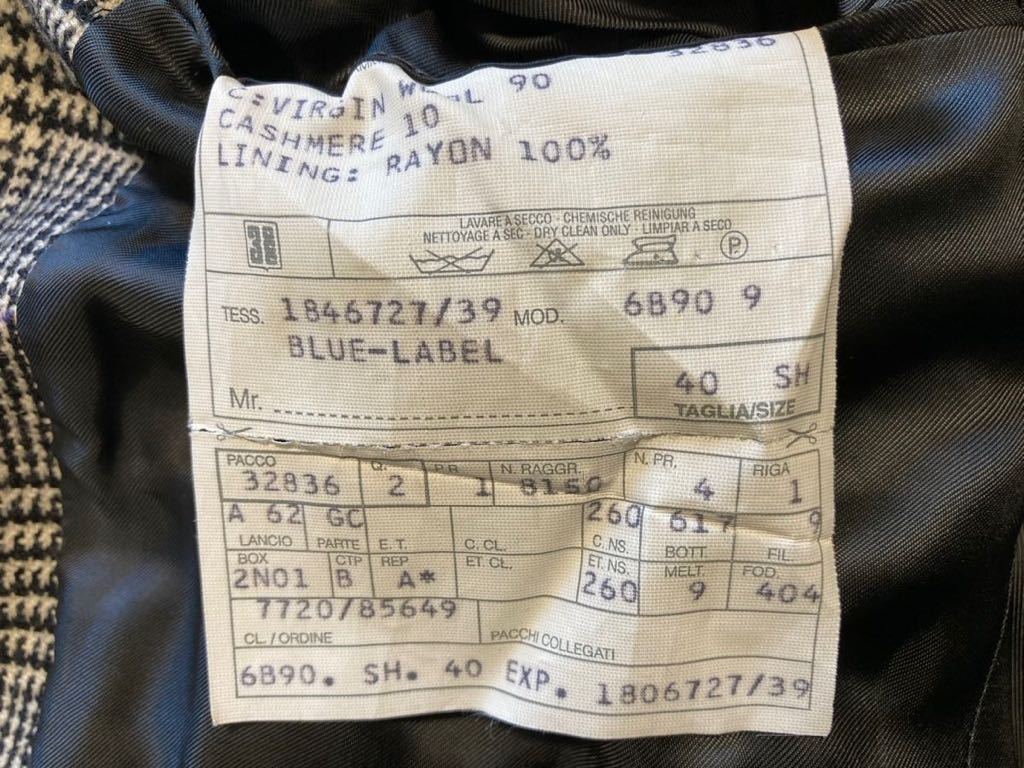 32836
C:VIRGIN WOOL 90
CASHMERE 10
LINING: RAYON 100%
LAVARE A SECCO - CHEMISCHE REINIGUNG
NETTOYAGE A SEC - DRY CLEAN ONLY - LIMPIAR A SECO
P
TESS. 1846727/39 MOD. 6B90 9
BLUE-LABEL
40 SH
Mr. TAGLIA/SIZE
PACCO Q. P.R. N. RAGGR. N. PR. RIGA
32836 2 1 8150 4 1
A 62 GC 260 617 9
LANCIO PARTE E.T. C. CL. C. NS. BOTT. FIL.
BOX CTP REP ET. CL. ET. NS. MELT. FOD.
2N01 B A* 260 9 404
7720/85649
CL./ORDINE PACCHI COLLEGATI
6B90. SH. 40 EXP. 1806727/39